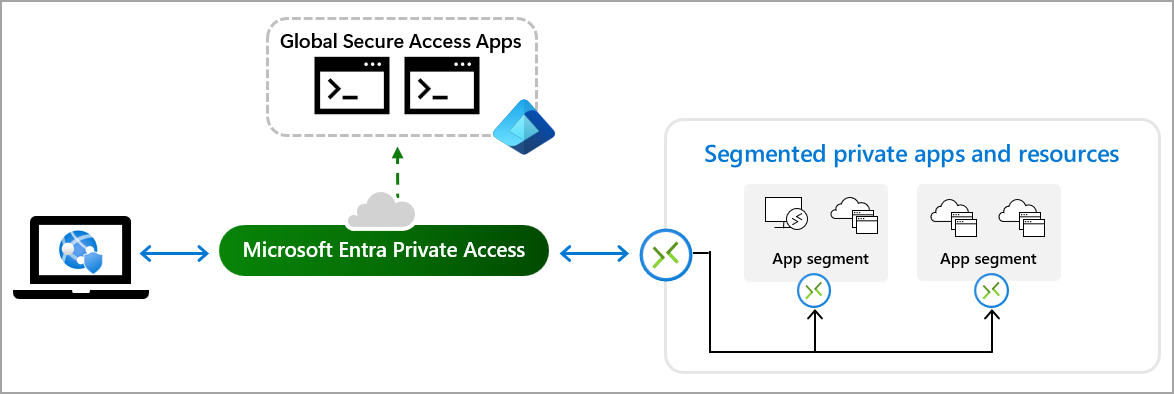 Global Secure Access Apps
Segmented private apps and resources
Microsoft Entra Private Access
App segment
App segment